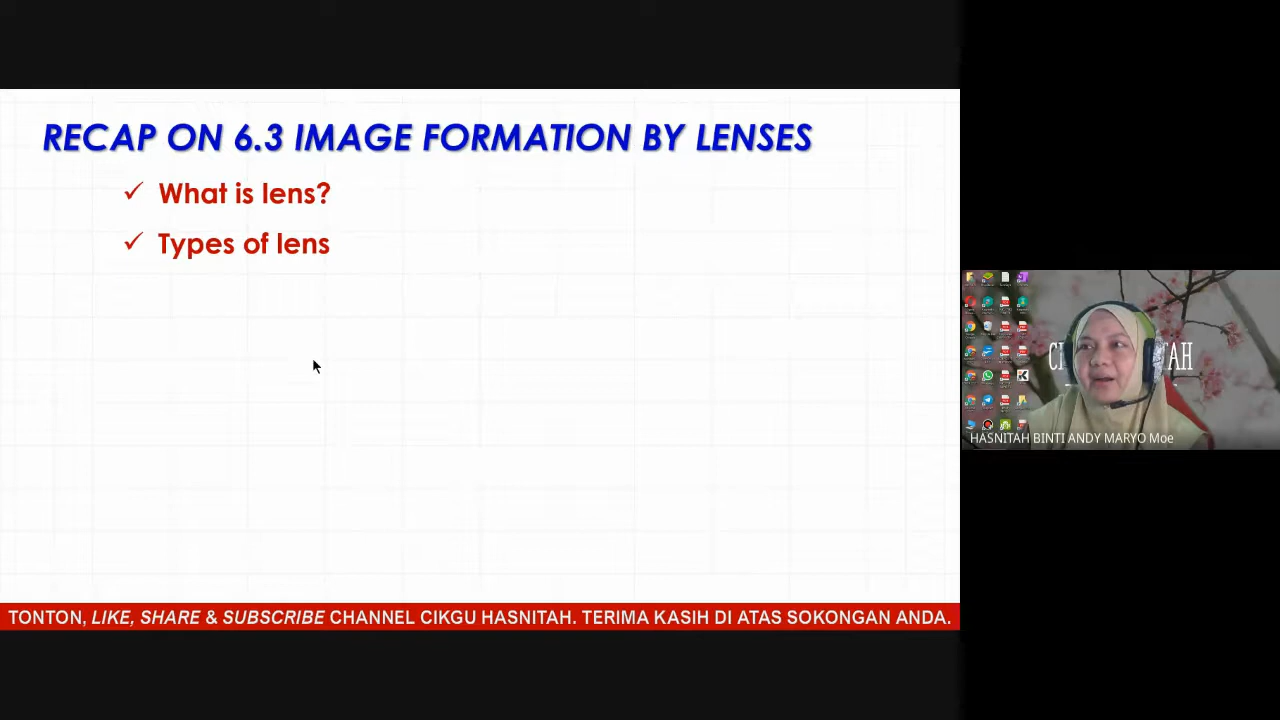 RECAP ON 6.3 IMAGE FORMATION BY LENSES
✓ What is lens?
✓ Types of lens
HASNITAH BINTI ANDY MARYO Moe
TONTON, LIKE, SHARE & SUBSCRIBE CHANNEL CIKGU HASNITAH. TERIMA KASIH DI ATAS SOKONGAN ANDA.